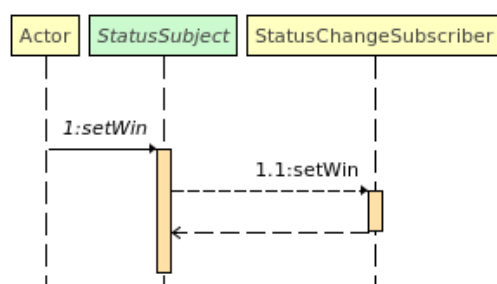 Actor
StatusSubject
StatusChangeSubscriber
1:setWin
1.1:setWin